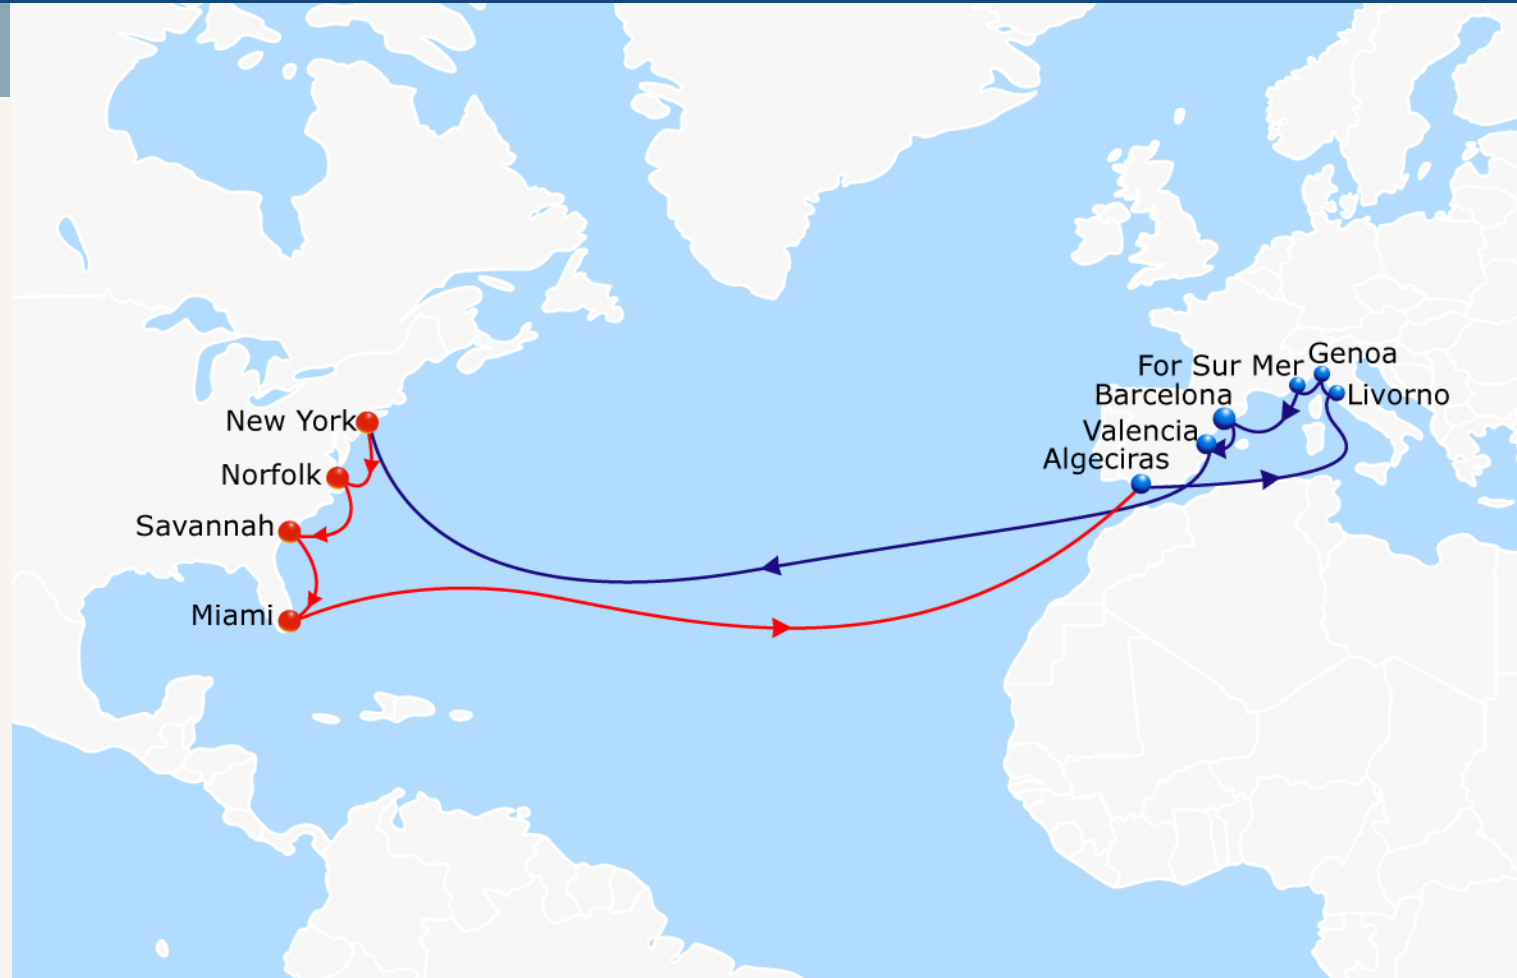 Genoa
For Sur Mer
Barcelona
Livorno
New York
Valencia
Algeciras
Norfolk
Savannah
Miami